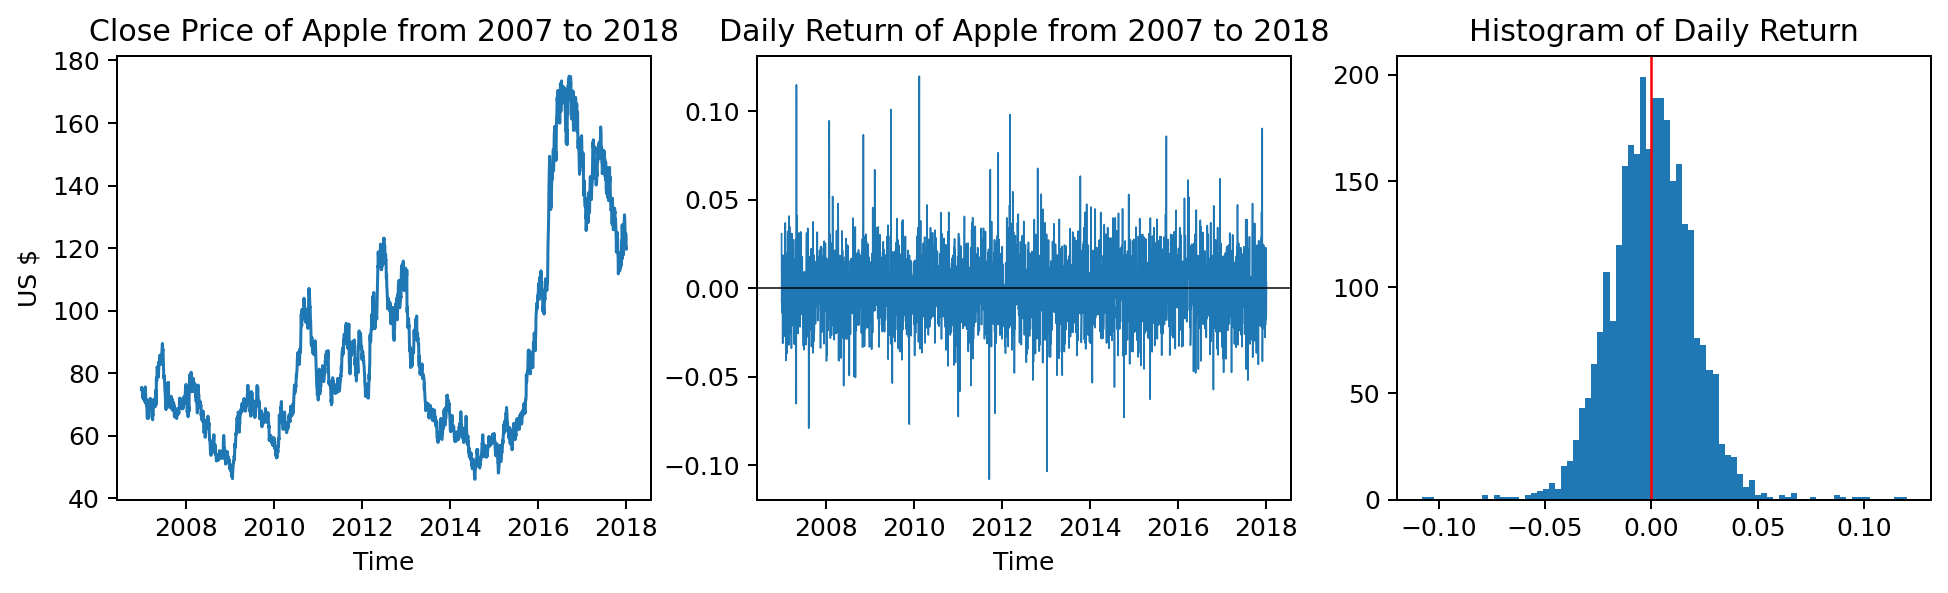 Close Price of Apple from 2007 to 2018
180
160
140
120
100
80
60
40
US $
2008 2010 2012 2014 2016 2018
Time
Daily Return of Apple from 2007 to 2018
0.10
0.05
0.00
−0.05
−0.10
2008 2010 2012 2014 2016 2018
Time
Histogram of Daily Return
200
150
100
50
0
−0.10 −0.05 0.00 0.05 0.10